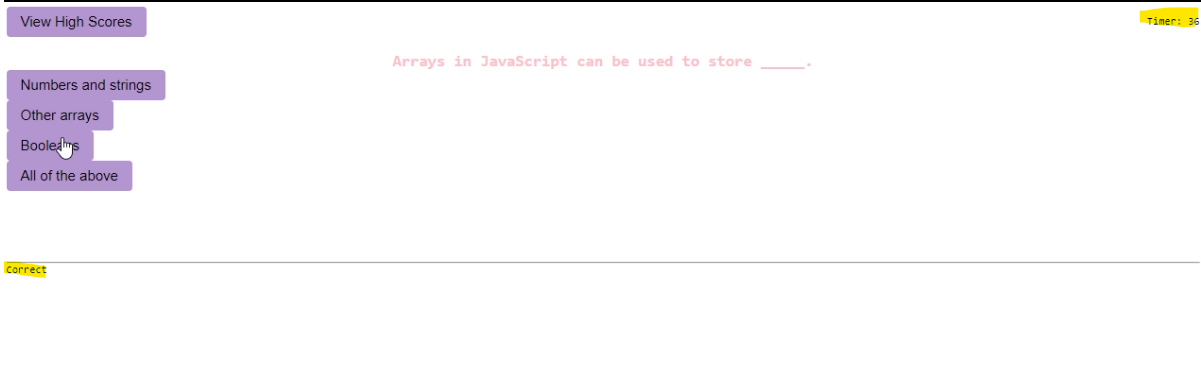 View High Scores
Timer: 36
Arrays in JavaScript can be used to store _____.
Numbers and strings
Other arrays
Booleans
All of the above
Correct